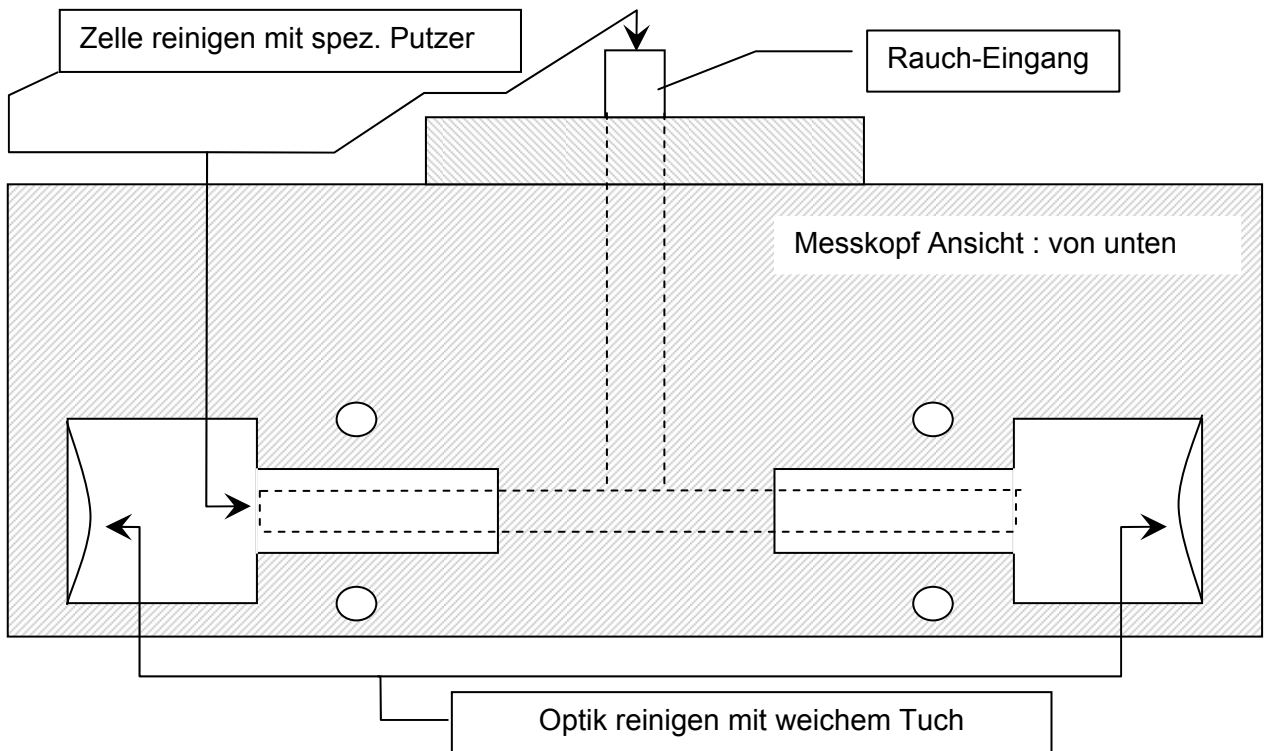 Zelle reinigen mit spez. Putzer
Rauch-Eingang
Messkopf Ansicht : von unten
Optik reinigen mit weichem Tuch